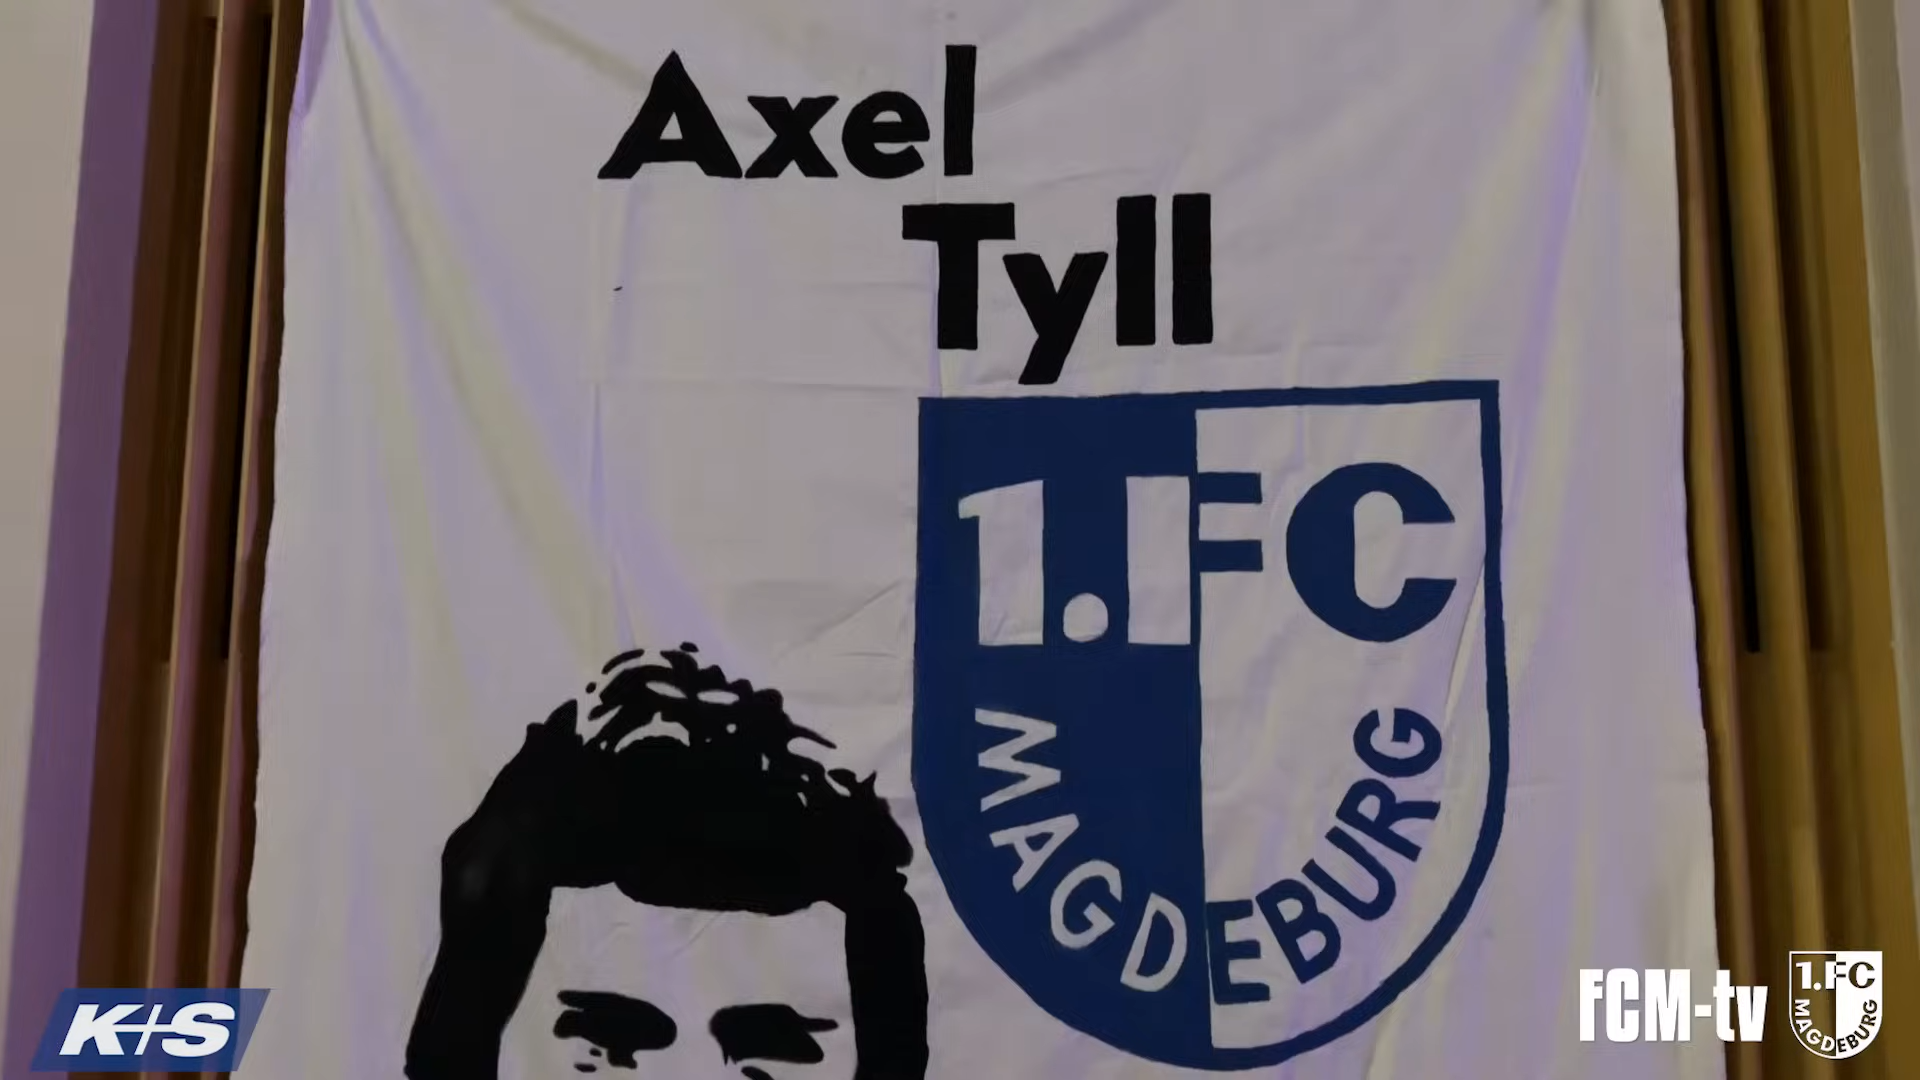 Axel
Tyll
1.FC
MAGDEBURG
K+S
FCM-tv
1.FC
MAGDEBURG